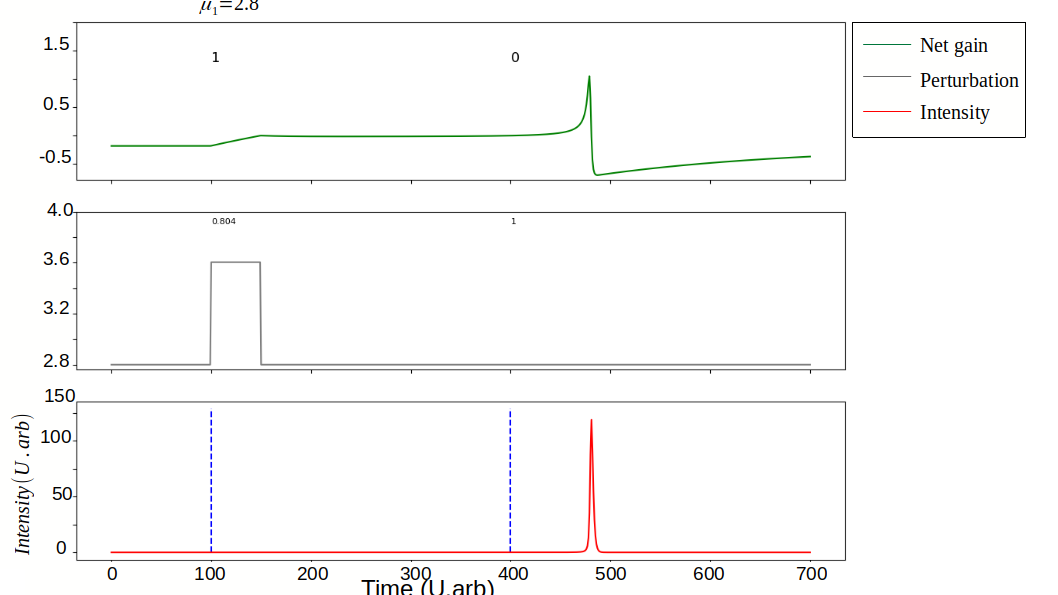 μ1=2.8
1.5
0.5
-0.5
1
0
Net gain
Perturbation
Intensity
4.0
3.6
3.2
2.8
0.804
1
150
100
50
0
Intensity(U.arb)
0 100 200 300 400 500 600 700
Time (U.arb)